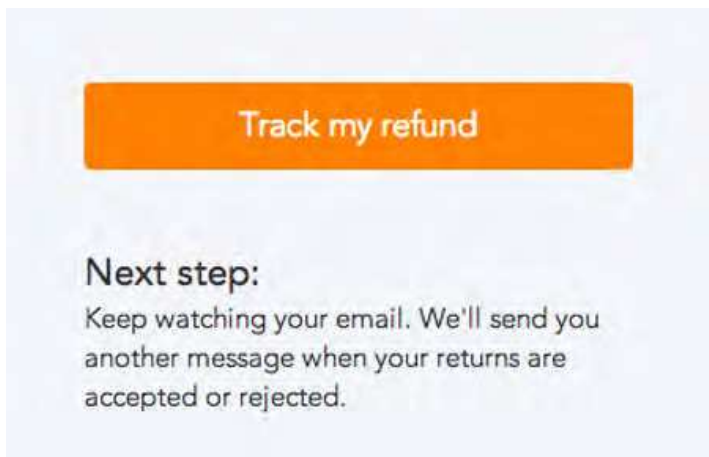 Track my refund
Next step:
Keep watching your email. We'll send you
another message when your returns are
accepted or rejected.